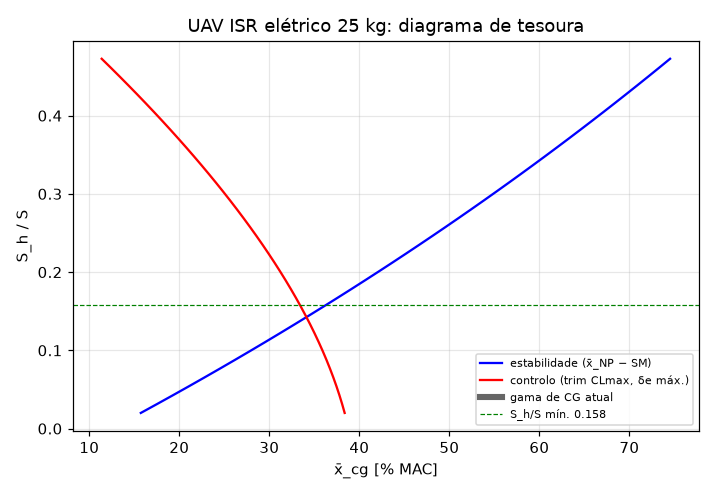 UAV ISR elétrico 25 kg: diagrama de tesoura
S_h / S
0.4
0.3
0.2
0.1
0.0
10 20 30 40 50 60 70
x̄_cg [% MAC]
estabilidade (x̄_NP − SM)
controlo (trim CLmax, δe máx.)
gama de CG atual
S_h/S mín. 0.158